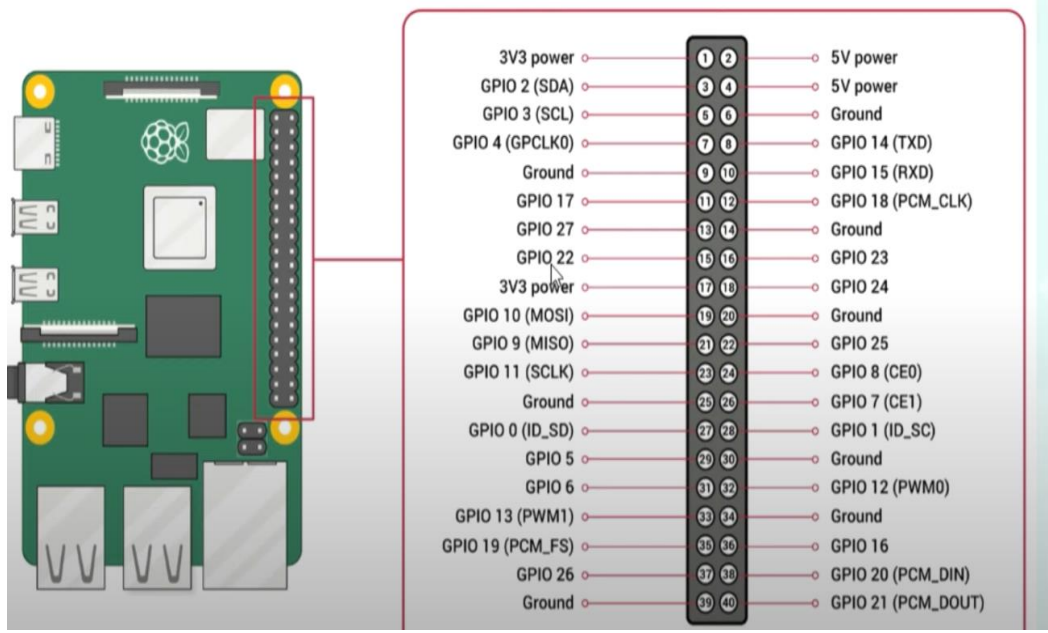 3V3 power 1 2 5V power
GPIO 2 (SDA) 3 4 5V power
GPIO 3 (SCL) 5 6 Ground
GPIO 4 (GPCLK0) 7 8 GPIO 14 (TXD)
Ground 9 10 GPIO 15 (RXD)
GPIO 17 11 12 GPIO 18 (PCM_CLK)
GPIO 27 13 14 Ground
GPIO 22 15 16 GPIO 23
3V3 power 17 18 GPIO 24
GPIO 10 (MOSI) 19 20 Ground
GPIO 9 (MISO) 21 22 GPIO 25
GPIO 11 (SCLK) 23 24 GPIO 8 (CE0)
Ground 25 26 GPIO 7 (CE1)
GPIO 0 (ID_SD) 27 28 GPIO 1 (ID_SC)
GPIO 5 29 30 Ground
GPIO 6 31 32 GPIO 12 (PWM0)
GPIO 13 (PWM1) 33 34 Ground
GPIO 19 (PCM_FS) 35 36 GPIO 16
GPIO 26 37 38 GPIO 20 (PCM_DIN)
Ground 39 40 GPIO 21 (PCM_DOUT)